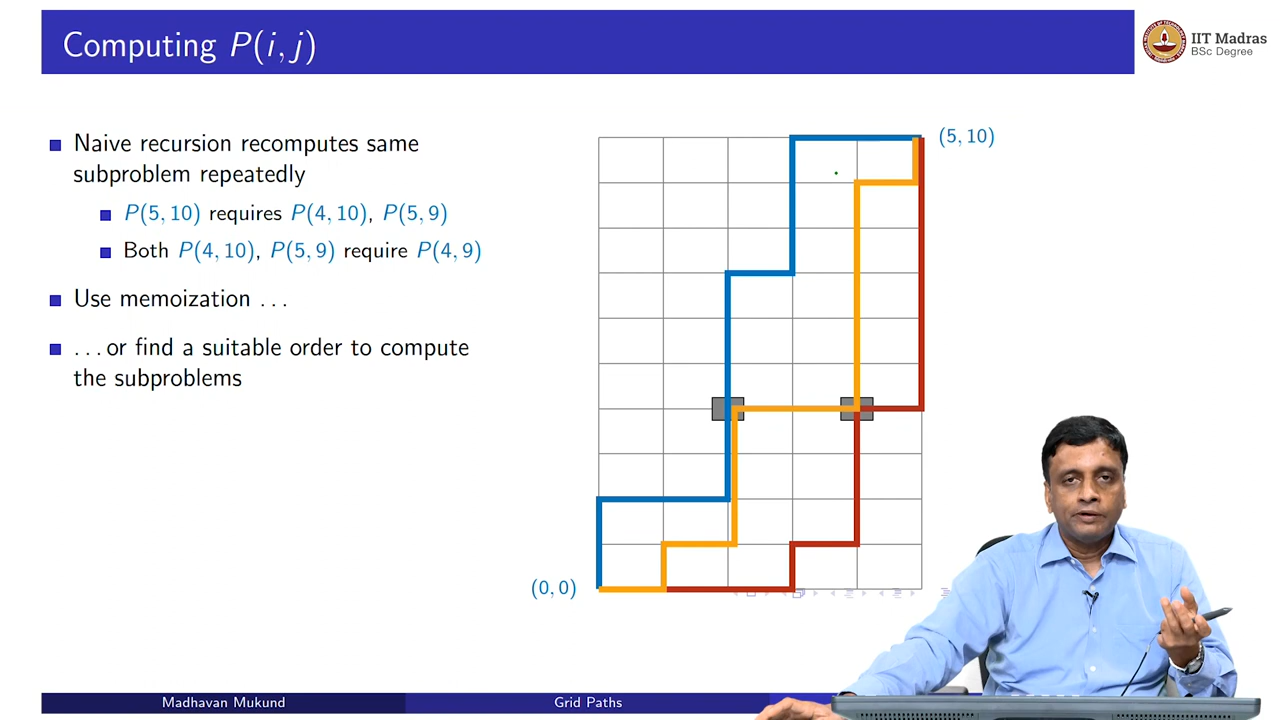 Computing P(i, j)
IIT Madras
BSc Degree
Naive recursion recomputes same
subproblem repeatedly
P(5, 10) requires P(4, 10), P(5, 9)
Both P(4, 10), P(5, 9) require P(4, 9)
Use memoization ...
... or find a suitable order to compute
the subproblems
(5, 10)
(0, 0)
Madhavan Mukund
Grid Paths